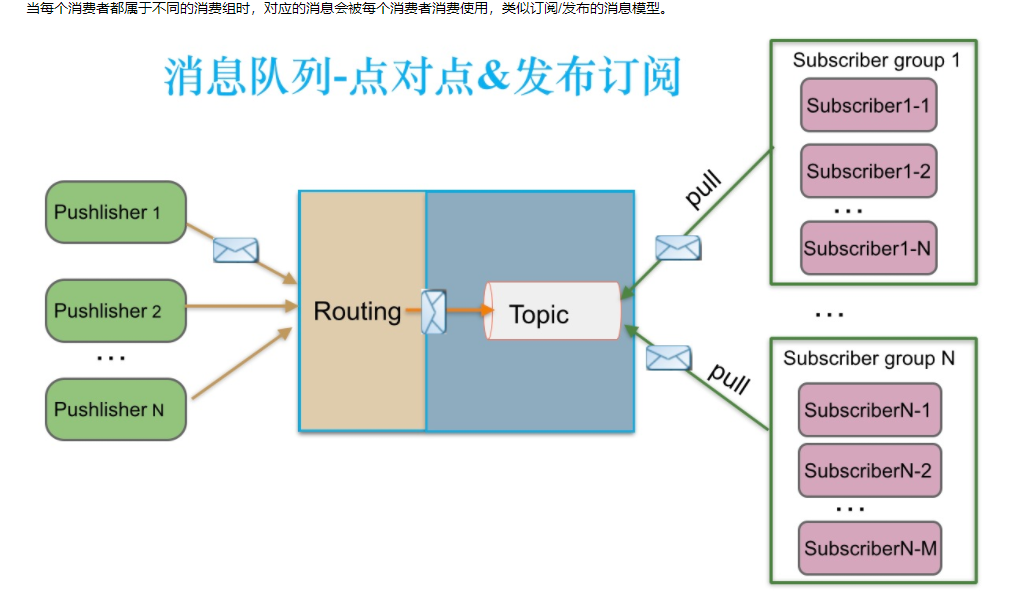 当每个消费者都属于不同的消费组时，对应的消息会被每个消费者消费使用，类似订阅/发布的消息模型。
消息队列-点对点&发布订阅
Pushlisher 1
Pushlisher 2
...
Pushlisher N
Routing
Topic
pull
pull
Subscriber group 1
Subscriber1-1
Subscriber1-2
...
Subscriber1-N
...
Subscriber group N
SubscriberN-1
SubscriberN-2
...
SubscriberN-M